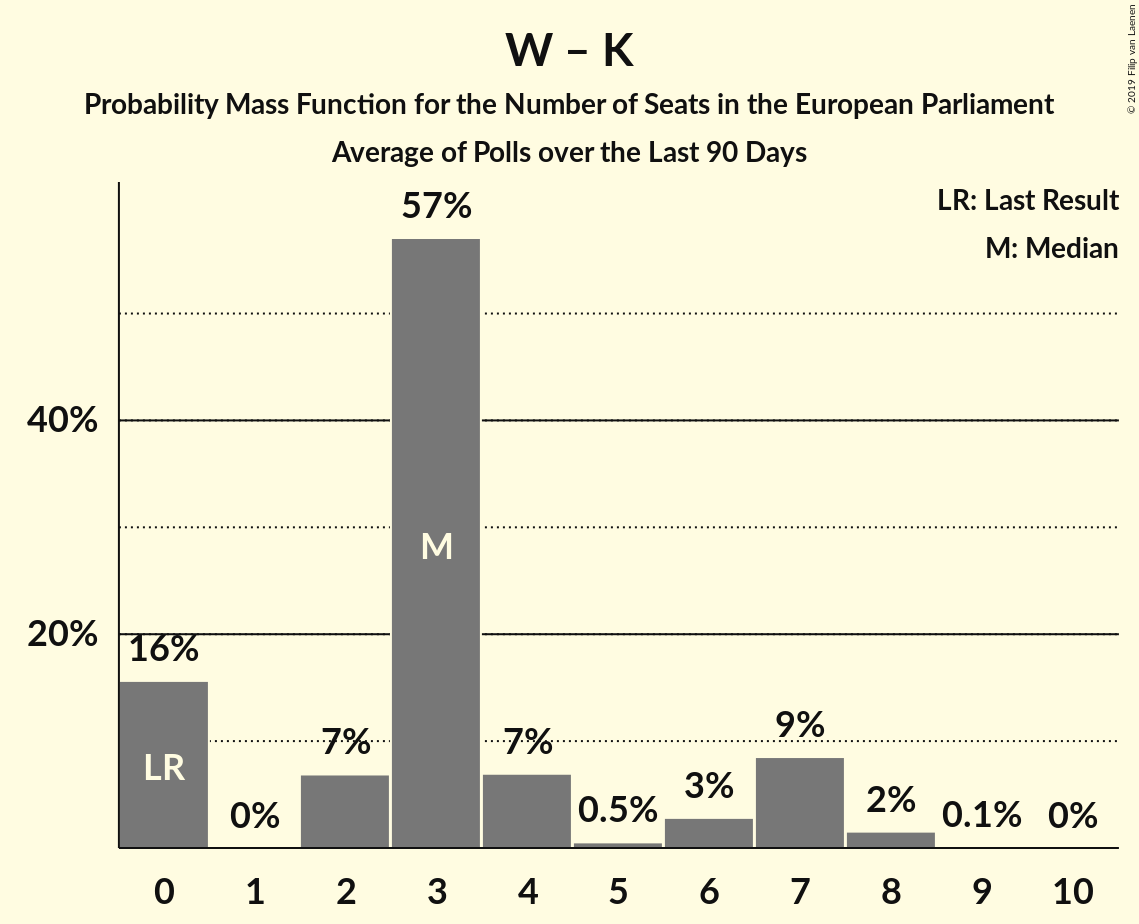 W – K
Probability Mass Function for the Number of Seats in the European Parliament
Average of Polls over the Last 90 Days
© 2019 Filip van Laenen
LR: Last Result
M: Median
57%
40%
M
20%
16%
LR
0%
7%
7%
0.5%
3%
9%
2%
0.1%
0%
0 1 2 3 4 5 6 7 8 9 10